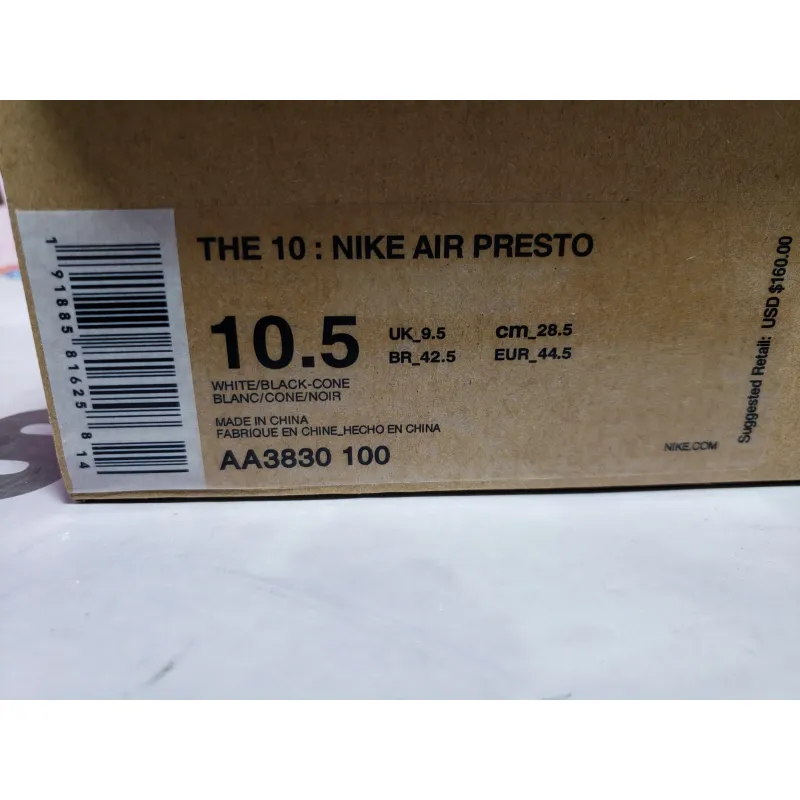 THE 10 : NIKE AIR PRESTO
10.5
UK_9.5 cm_28.5
BR_42.5 EUR_44.5
WHITE/BLACK-CONE
BLANC/CONE/NOIR
MADE IN CHINA
FABRIQUE EN CHINE_HECHO EN CHINA
AA3830 100
NIKE.COM
Suggested Retail: USD $160.00
1 91885 81625 8 14